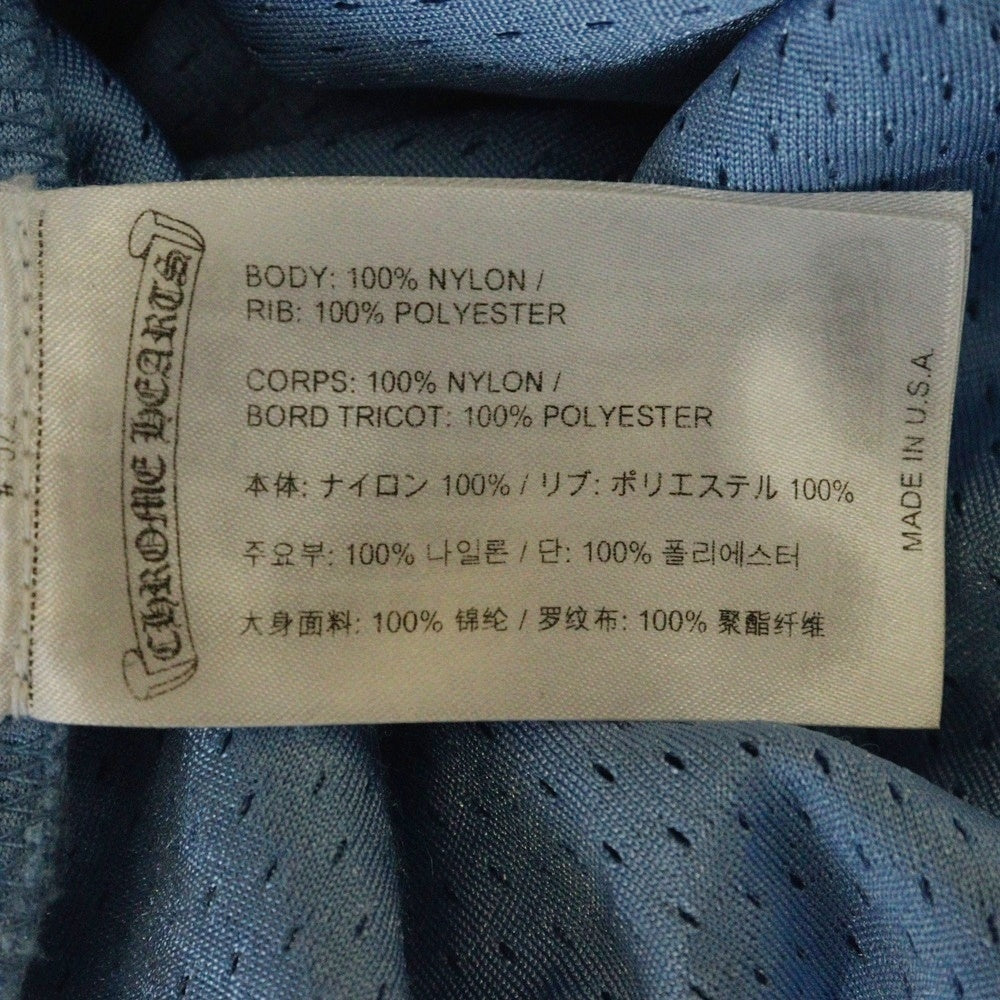 CHROME HEARTS
BODY: 100% NYLON /
RIB: 100% POLYESTER
CORPS: 100% NYLON /
BORD TRICOT: 100% POLYESTER
本体: ナイロン 100% / リブ: ポリエステル 100%
주요부: 100% 나일론 / 단: 100% 폴리에스터
大身面料: 100% 锦纶 / 罗纹布: 100% 聚酯纤维
MADE IN U.S.A.